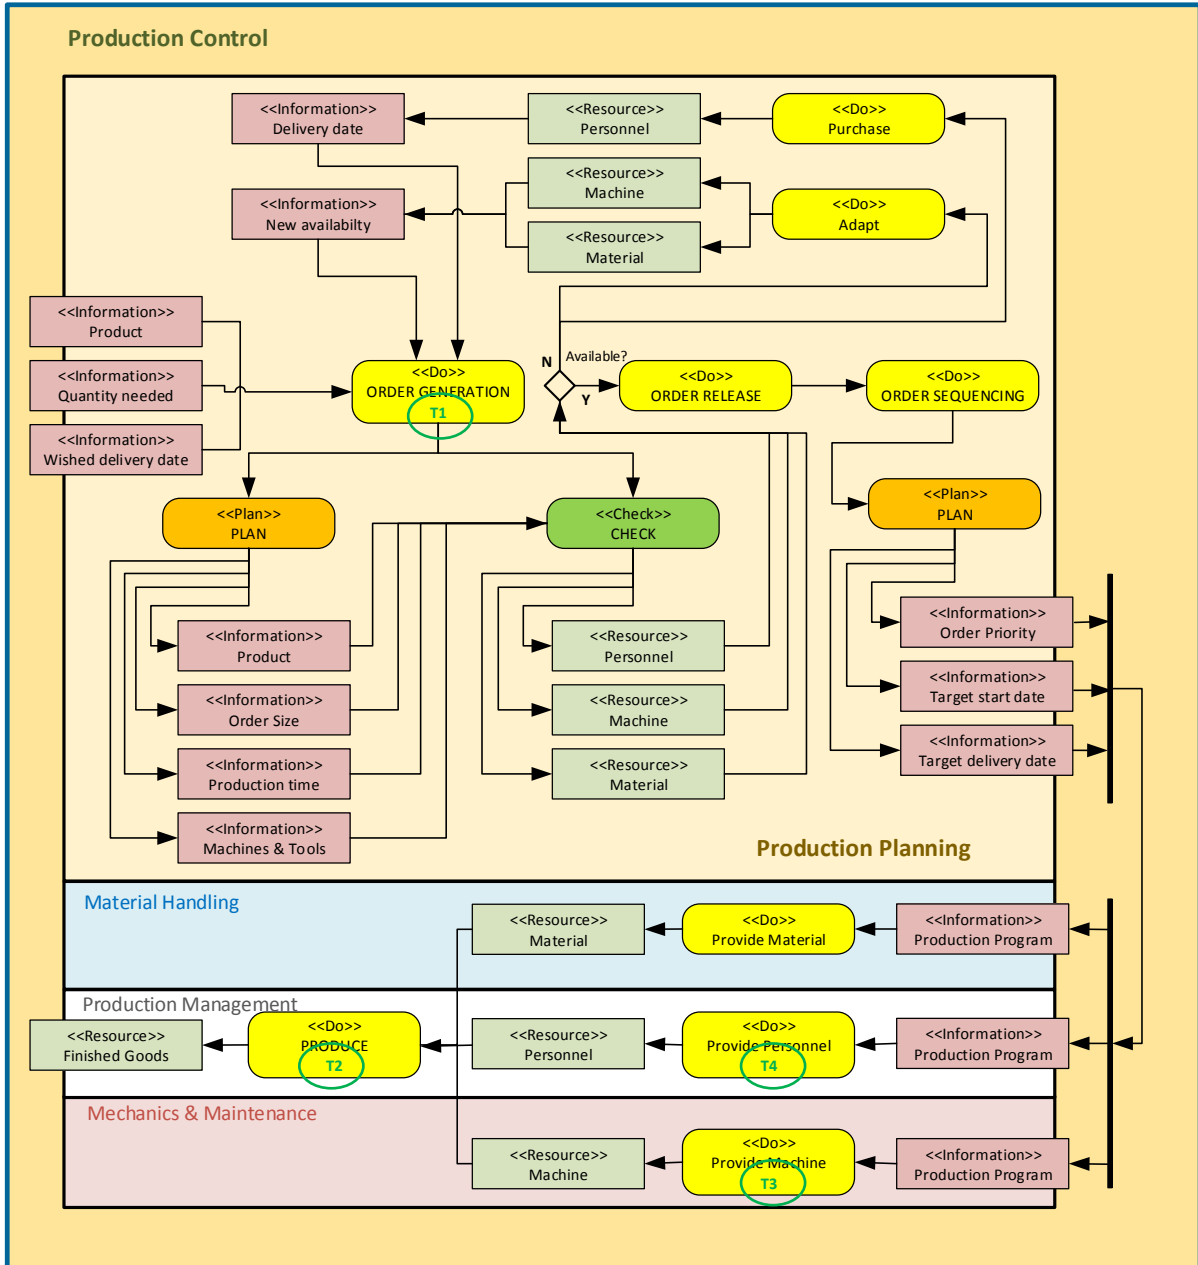 Production Control
<<Information>>
Delivery date
<<Resource>>
Personnel
<<Do>>
Purchase
<<Resource>>
Machine
<<Information>>
New availabilty
<<Do>>
Adapt
<<Resource>>
Material
<<Information>>
Product
<<Information>>
Quantity needed
<<Information>>
Wished delivery date
<<Do>>
ORDER GENERATION
T1
N
Available?
Y
<<Do>>
ORDER RELEASE
<<Do>>
ORDER SEQUENCING
<<Plan>>
PLAN
<<Check>>
CHECK
<<Plan>>
PLAN
<<Information>>
Product
<<Information>>
Order Size
<<Information>>
Production time
<<Information>>
Machines & Tools
<<Resource>>
Personnel
<<Resource>>
Machine
<<Resource>>
Material
<<Information>>
Order Priority
<<Information>>
Target start date
<<Information>>
Target delivery date
Production Planning
Material Handling
<<Resource>>
Material
<<Do>>
Provide Material
<<Information>>
Production Program
Production Management
<<Resource>>
Finished Goods
<<Do>>
PRODUCE
T2
<<Resource>>
Personnel
<<Do>>
Provide Personnel
T4
<<Information>>
Production Program
Mechanics & Maintenance
<<Resource>>
Machine
<<Do>>
Provide Machine
T3
<<Information>>
Production Program